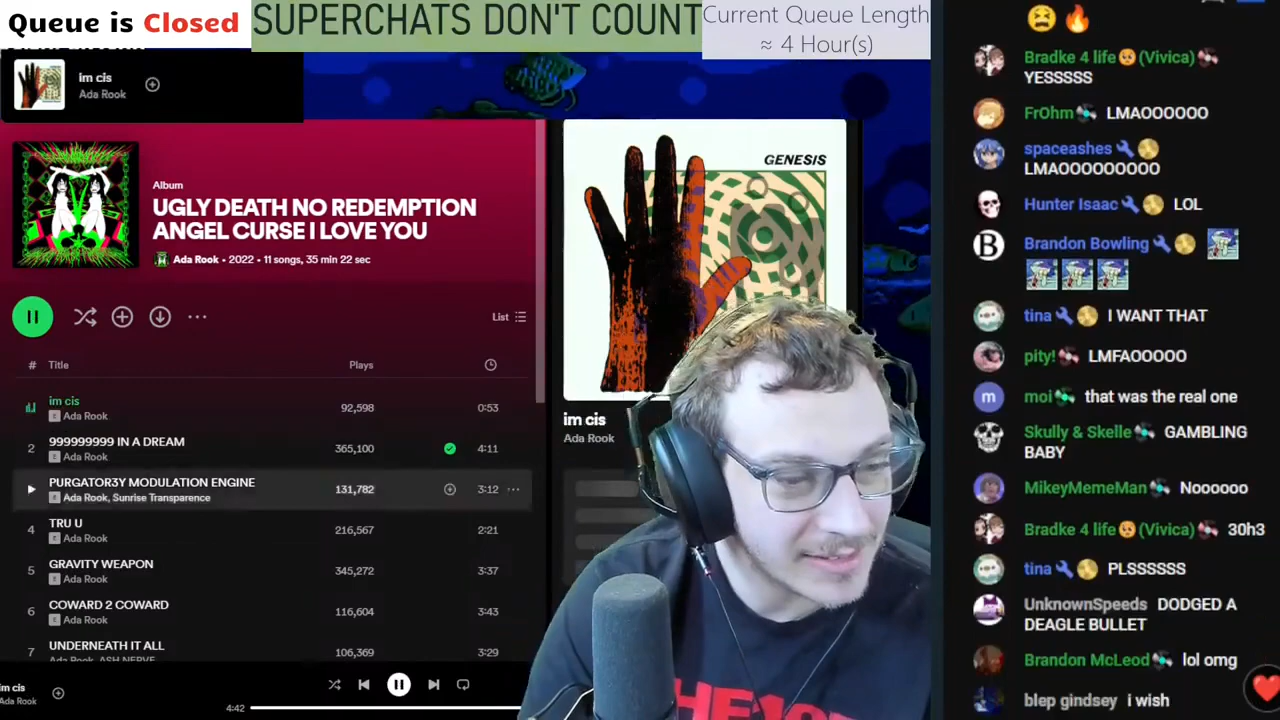 Queue is Closed
SUPERCHATS DON'T COUNT
Current Queue Length
≈ 4 Hour(s)
im cis
Ada Rook
Album
UGLY DEATH NO REDEMPTION
ANGEL CURSE I LOVE YOU
Ada Rook • 2022 • 11 songs, 35 min 22 sec
List
# Title Plays
im cis 92,598 0:53
E Ada Rook
2 999999999 IN A DREAM 365,100 4:11
E Ada Rook
PURGATOR3Y MODULATION ENGINE 131,782 3:12
E Ada Rook, Sunrise Transparence
4 TRU U 216,567 2:21
E Ada Rook
5 GRAVITY WEAPON 345,272 3:37
E Ada Rook
6 COWARD 2 COWARD 116,604 3:43
E Ada Rook
7 UNDERNEATH IT ALL 106,369 3:29
Ada Rook, ASH NERVE
im cis
Ada Rook
4:42
GENESIS
im cis
Ada Rook
THE
Bradke 4 life (Vivica)
YESSSSS
FrOhm LMAOOOOOO
spaceashes
LMAOOOOOOOOO
Hunter Isaac LOL
B Brandon Bowling
tina I WANT THAT
pity! LMFAOOOOO
m moi that was the real one
Skully & Skelle GAMBLING
BABY
MikeyMemeMan Nooooo
Bradke 4 life (Vivica) 30h3
tina PLSSSSSS
UnknownSpeeds DODGED A
DEAGLE BULLET
Brandon McLeod lol omg
blep gindsey i wish